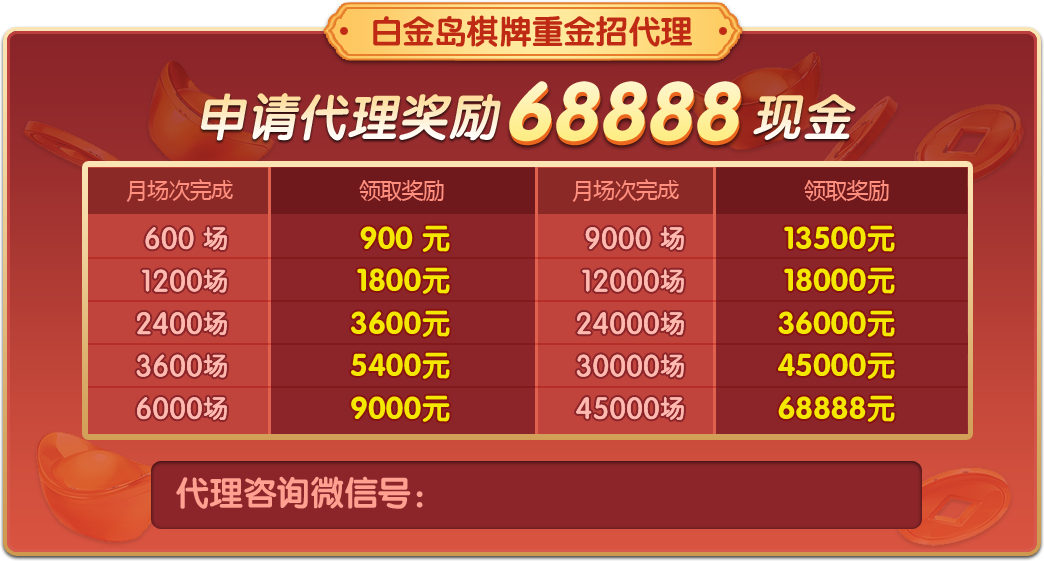 白金岛棋牌重金招代理
申请代理奖励68888现金
月场次完成 领取奖励 月场次完成 领取奖励
600 场 900 元 9000 场 13500元
1200场 1800元 12000场 18000元
2400场 3600元 24000场 36000元
3600场 5400元 30000场 45000元
6000场 9000元 45000场 68888元
代理咨询微信号：